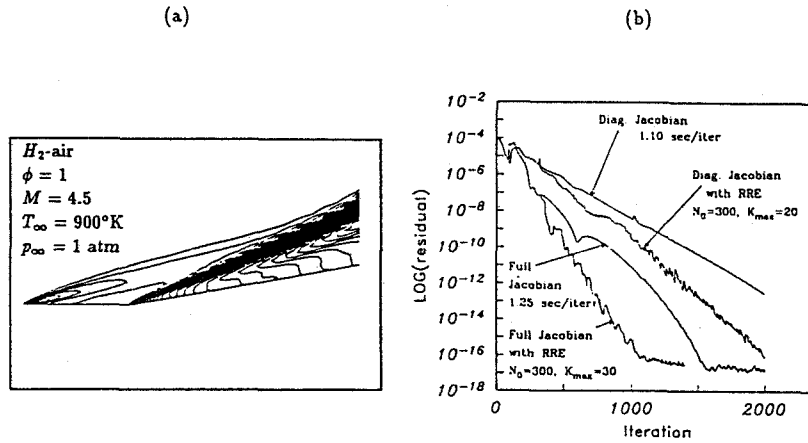 (a)
(b)
H₂-air
ϕ = 1
M = 4.5
T∞ = 900°K
p∞ = 1 atm
LOG(residual)
10⁻²
10⁻⁴
10⁻⁶
10⁻⁸
10⁻¹⁰
10⁻¹²
10⁻¹⁴
10⁻¹⁶
10⁻¹⁸
Diag. Jacobian
1.10 sec/iter
Diag. Jacobian
with RRE
N₀=300, Kmax=20
Full
Jacobian
1.25 sec/iter
Full Jacobian
with RRE
N₀=300, Kmax=30
0
1000
2000
Iteration